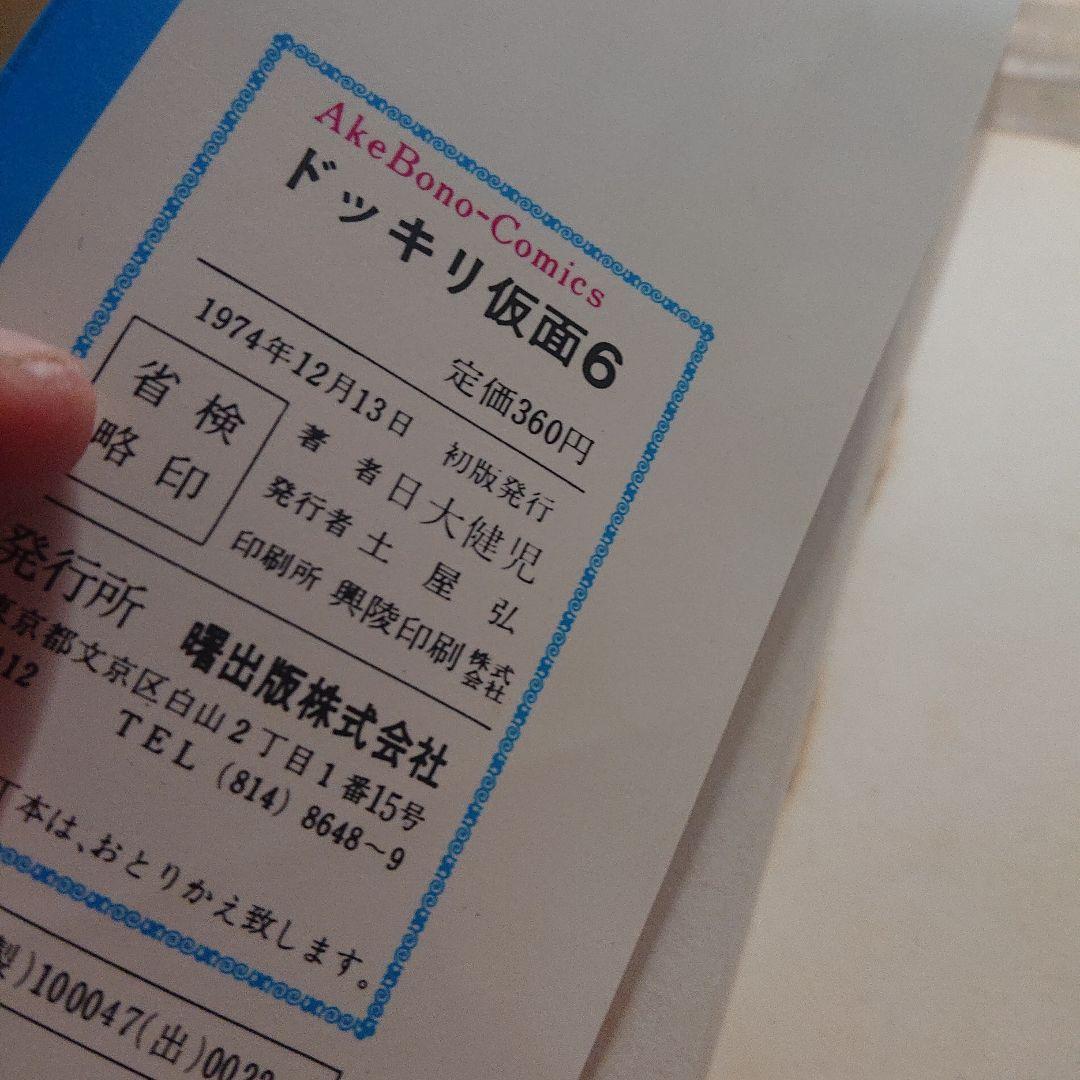 AkeBono-Comics
ドッキリ仮面6
定価360円
1974年12月13日 初版発行
省検
略印
著者 日大健児
発行者 土屋弘
印刷所 興陵印刷株式会社
発行所 曙出版株式会社
東京都文京区白山2丁目1番15号
112
TEL (814) 8648～9
丁本は、おとりかえ致します。
製)100047(出)002